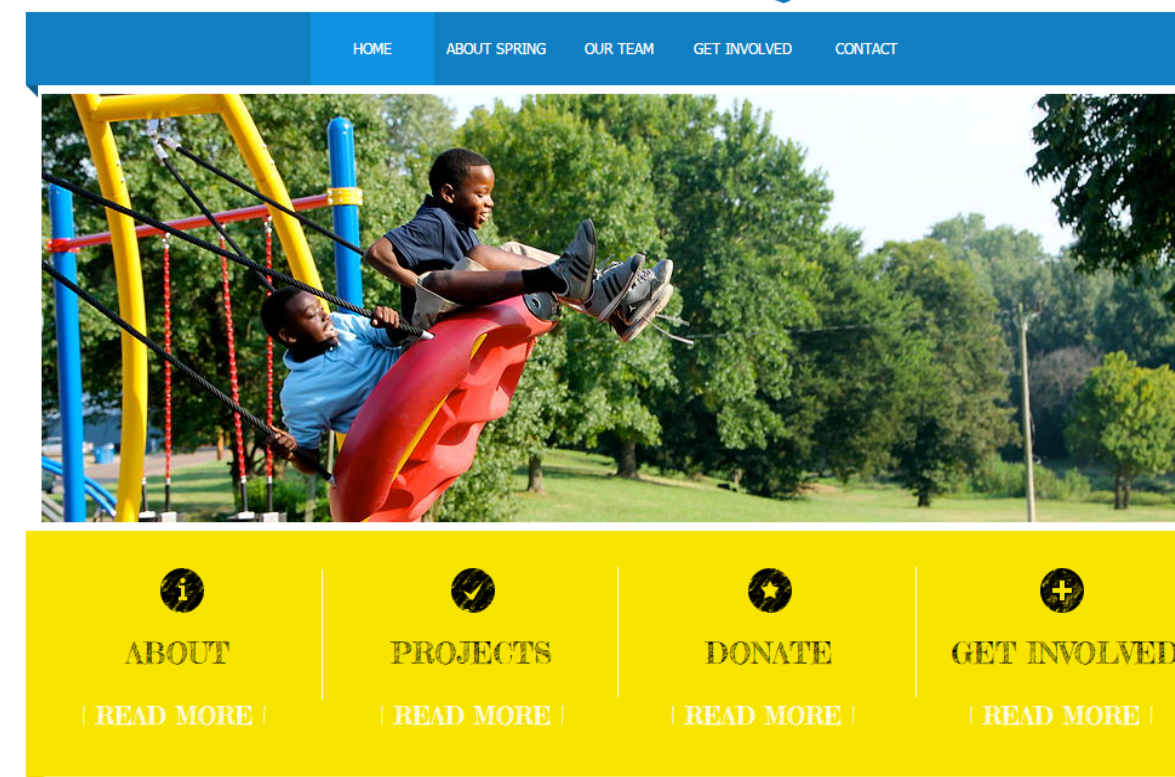 HOME ABOUT SPRING OUR TEAM GET INVOLVED CONTACT
ABOUT PROJECTS DONATE GET INVOLVED
| READ MORE | | READ MORE | | READ MORE | | READ MORE |